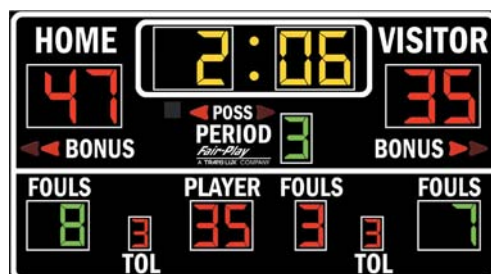 HOME 2:06 VISITOR
47 35
POSS
PERIOD 3
Fair-Play
A TRANS-LUX COMPANY
BONUS BONUS
FOULS PLAYER FOULS FOULS
8 3 35 3 3 7
TOL TOL